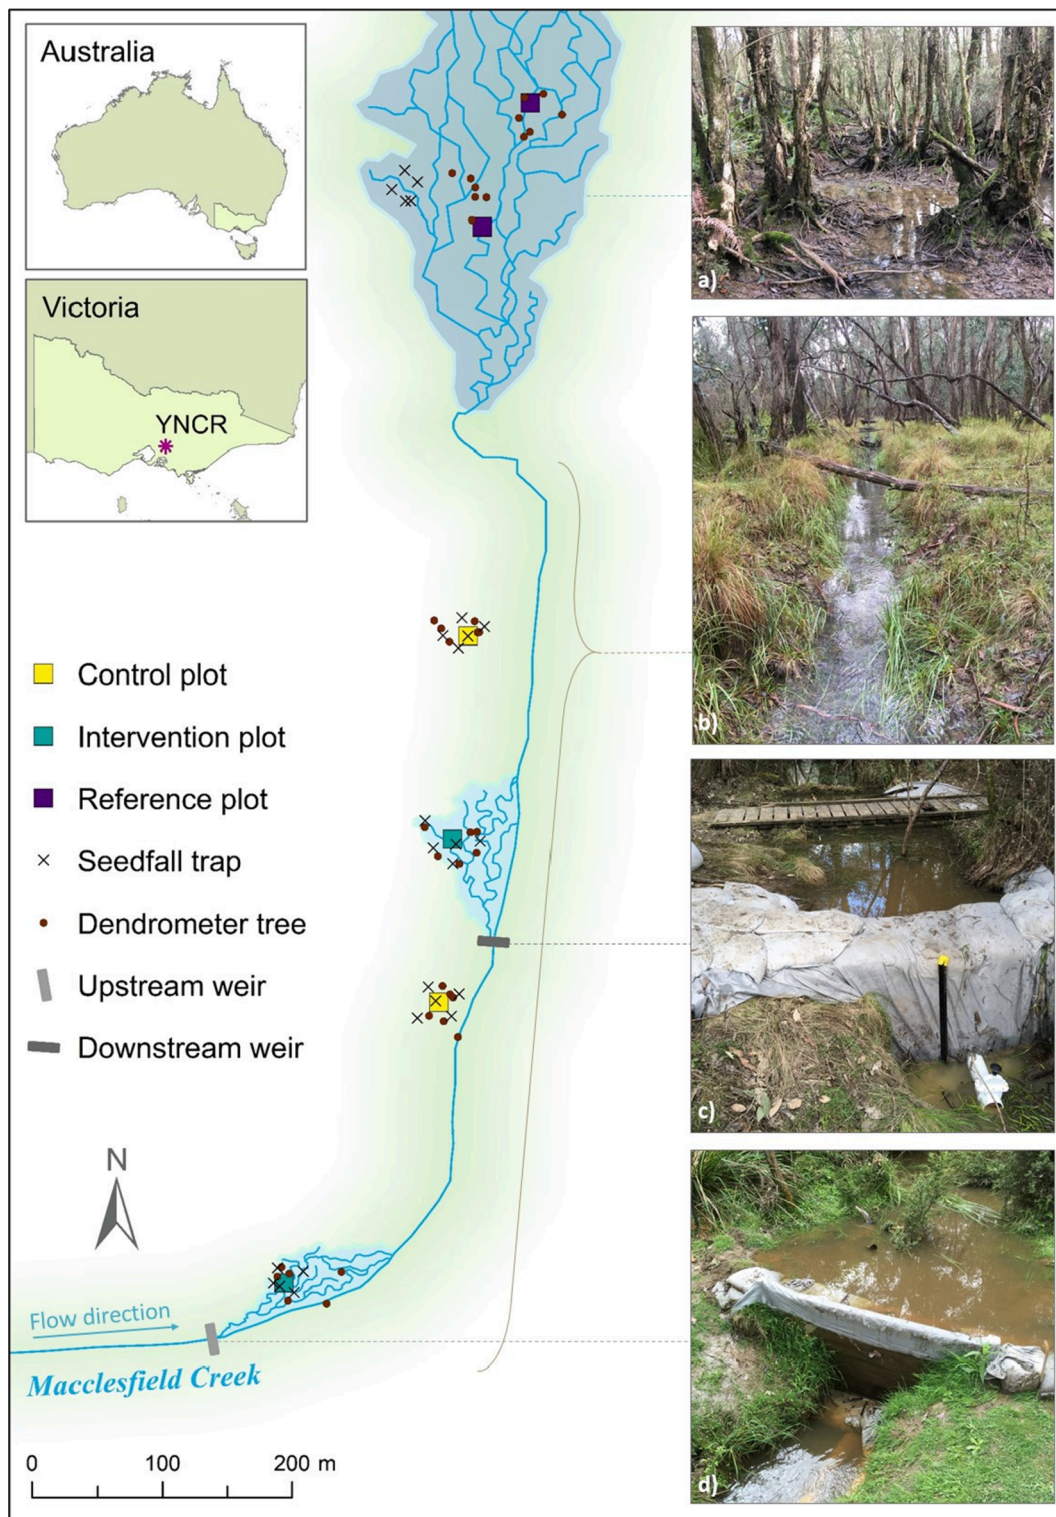 Australia
Victoria
YNCR
Control plot
Intervention plot
Reference plot
Seedfall trap
Dendrometer tree
Upstream weir
Downstream weir
N
Flow direction
Macclesfield Creek
0 100 200 m
a)
b)
c)
d)